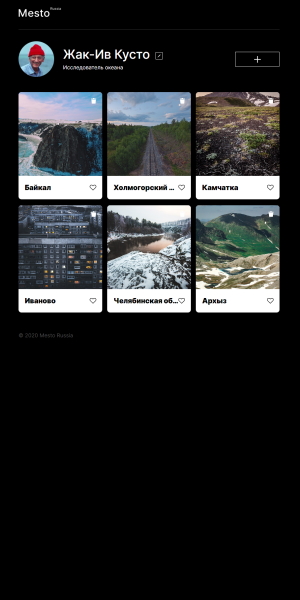 Mesto Russia
Жак-Ив Кусто
Исследователь океана
Байкал
Холмогорский ...
Камчатка
Иваново
Челябинская об...
Архыз
© 2020 Mesto Russia